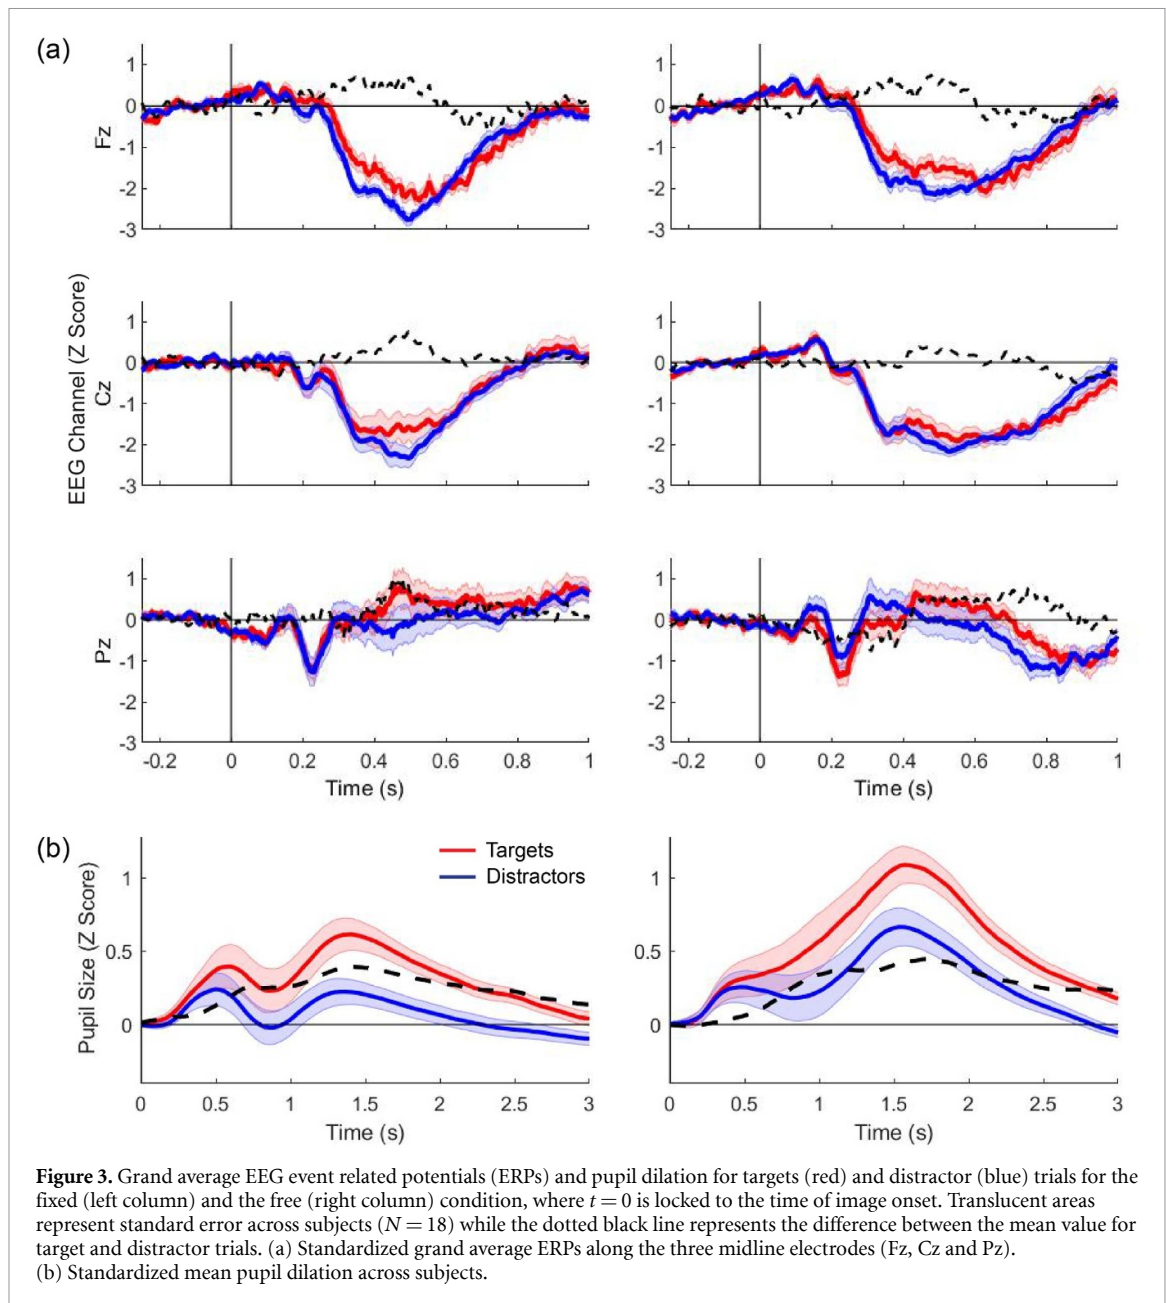 (a)
1
0
-1
-2
-3
Fz
1
0
-1
-2
-3
1
0
-1
-2
-3
EEG Channel (Z Score)
Cz
1
0
-1
-2
-3
1
0
-1
-2
-3
Pz
-0.2 0 0.2 0.4 0.6 0.8 1
Time (s)
1
0
-1
-2
-3
-0.2 0 0.2 0.4 0.6 0.8 1
Time (s)
(b)
Pupil Size (Z Score)
1
0.5
0
Targets
Distractors
0 0.5 1 1.5 2 2.5 3
Time (s)
1
0.5
0
0 0.5 1 1.5 2 2.5 3
Time (s)
Figure 3. Grand average EEG event related potentials (ERPs) and pupil dilation for targets (red) and distractor (blue) trials for the
fixed (left column) and the free (right column) condition, where t = 0 is locked to the time of image onset. Translucent areas
represent standard error across subjects (N = 18) while the dotted black line represents the difference between the mean value for
target and distractor trials. (a) Standardized grand average ERPs along the three midline electrodes (Fz, Cz and Pz).
(b) Standardized mean pupil dilation across subjects.